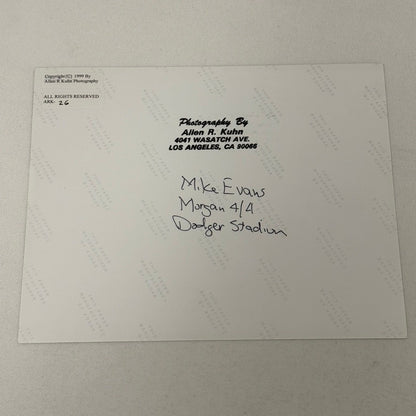 Copyright(C) 1999 By
Allen R Kuhn Photography
ALL RIGHTS RESERVED
ARK: 26
Photography By
Allen R. Kuhn
4041 WASATCH AVE.
LOS ANGELES, CA 90066
Mike Evans
Morgan 4/4
Dodger Stadium